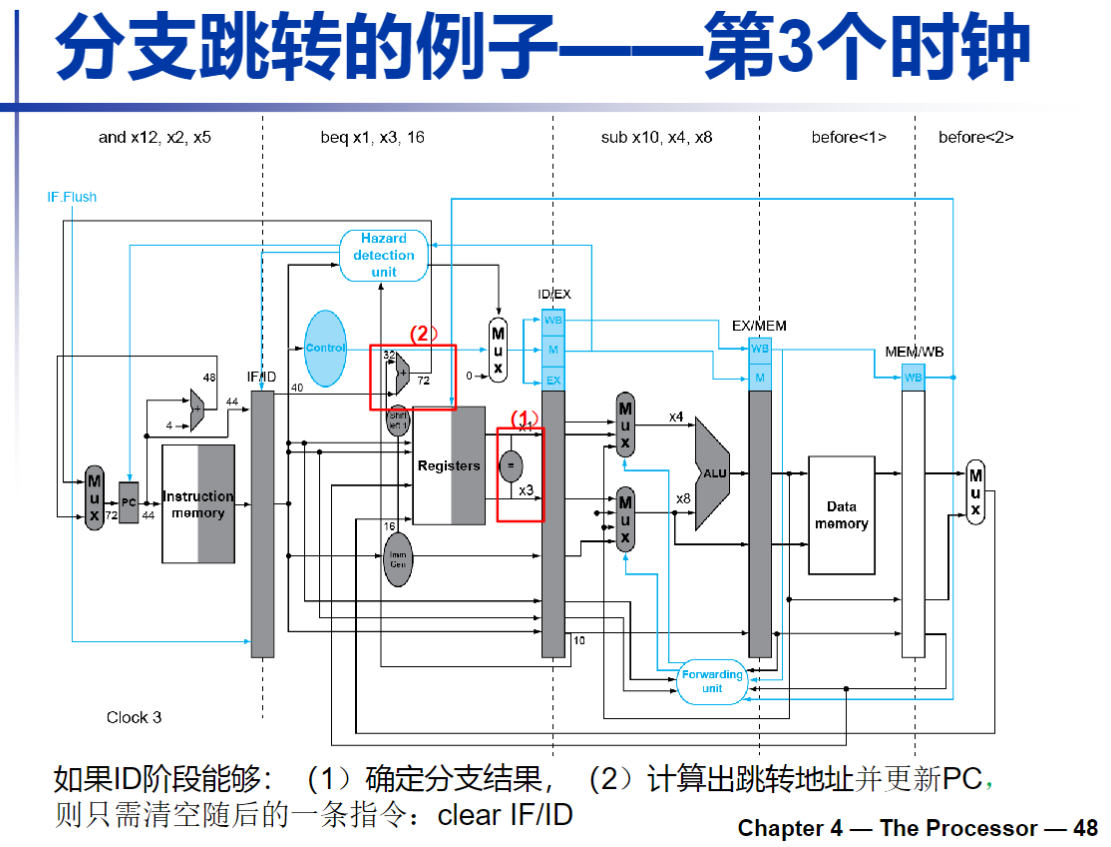 分支跳转的例子——第3个时钟
and x12, x2, x5
beq x1, x3, 16
sub x10, x4, x8
before<1>
before<2>
IF.Flush
Hazard
detection
unit
ID/EX
(2)
Control
M
u
x
WB
M
EX
EX/MEM
WB
M
MEM/WB
WB
32
+
72
0
48
IF/ID
40
44
+
4
Shift
left 1
(1)
x1
M
u
x
x4
Registers
=
ALU
M
u
x
PC
72
44
Instruction
memory
x3
M
u
x
x8
Data
memory
M
u
x
16
Imm
Gen
10
Forwarding
unit
Clock 3
如果ID阶段能够：（1）确定分支结果，（2）计算出跳转地址并更新PC，
则只需清空随后的一条指令：clear IF/ID
Chapter 4 — The Processor — 48